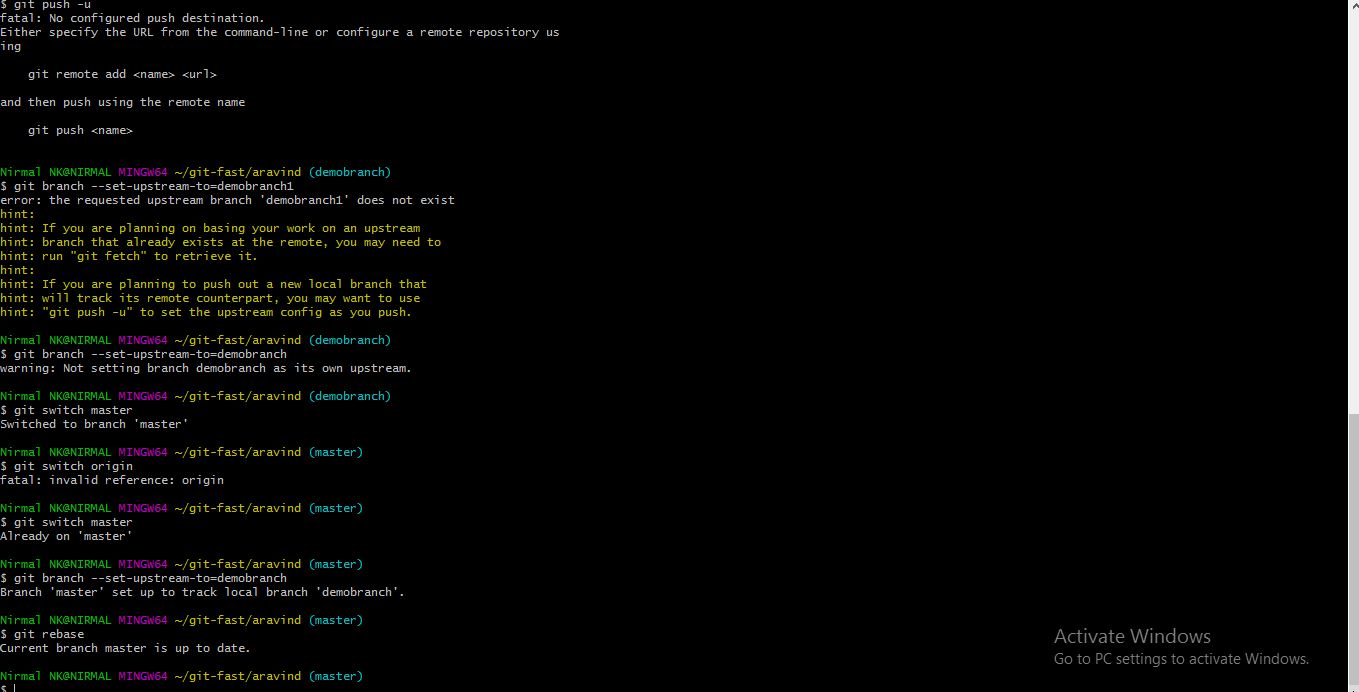 $ git push -u
fatal: No configured push destination.
Either specify the URL from the command-line or configure a remote repository us
ing
    git remote add <name> <url>
and then push using the remote name
    git push <name>
Nirmal NK@NIRMAL MINGW64 ~/git-fast/aravind (demobranch)
$ git branch --set-upstream-to=demobranch1
error: the requested upstream branch 'demobranch1' does not exist
hint:
hint: If you are planning on basing your work on an upstream
hint: branch that already exists at the remote, you may need to
hint: run "git fetch" to retrieve it.
hint:
hint: If you are planning to push out a new local branch that
hint: will track its remote counterpart, you may want to use
hint: "git push -u" to set the upstream config as you push.
Nirmal NK@NIRMAL MINGW64 ~/git-fast/aravind (demobranch)
$ git branch --set-upstream-to=demobranch
warning: Not setting branch demobranch as its own upstream.
Nirmal NK@NIRMAL MINGW64 ~/git-fast/aravind (demobranch)
$ git switch master
Switched to branch 'master'
Nirmal NK@NIRMAL MINGW64 ~/git-fast/aravind (master)
$ git switch origin
fatal: invalid reference: origin
Nirmal NK@NIRMAL MINGW64 ~/git-fast/aravind (master)
$ git switch master
Already on 'master'
Nirmal NK@NIRMAL MINGW64 ~/git-fast/aravind (master)
$ git branch --set-upstream-to=demobranch
Branch 'master' set up to track local branch 'demobranch'.
Nirmal NK@NIRMAL MINGW64 ~/git-fast/aravind (master)
$ git rebase
Current branch master is up to date.
Nirmal NK@NIRMAL MINGW64 ~/git-fast/aravind (master)
$
Activate Windows
Go to PC settings to activate Windows.